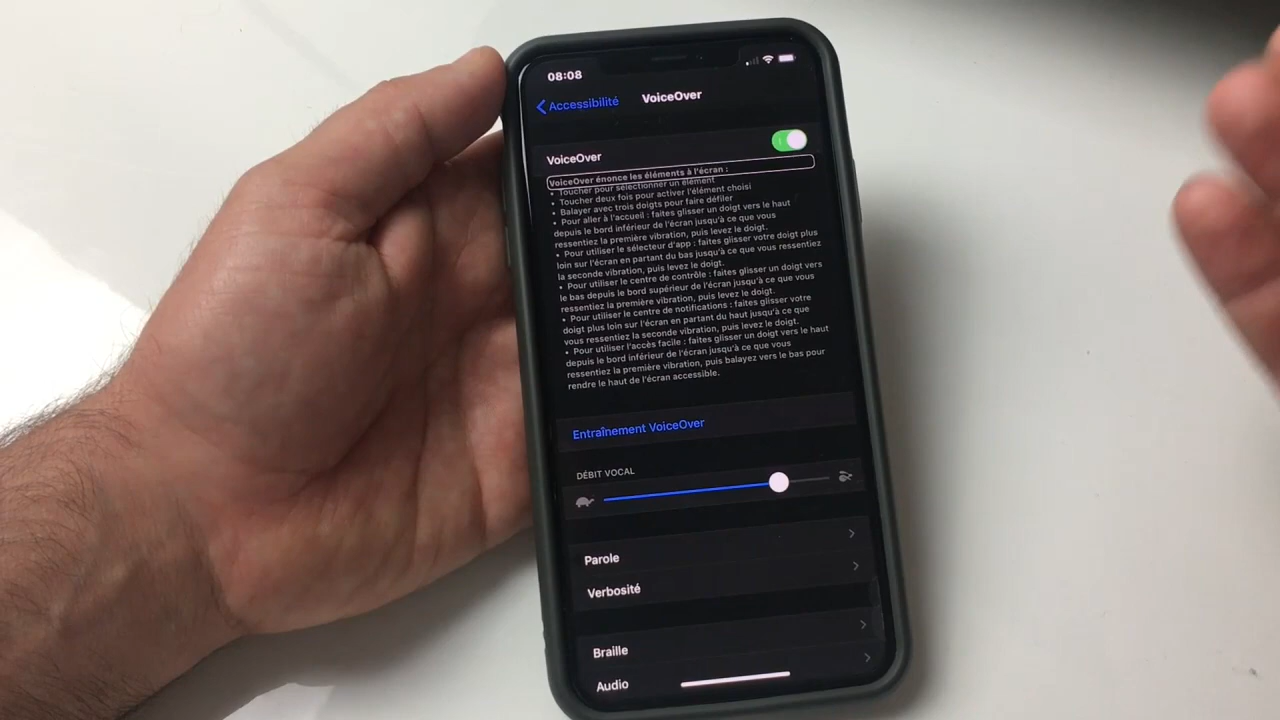 08:08
Accessibilité
VoiceOver
VoiceOver
VoiceOver énonce les éléments à l'écran :
• Toucher pour sélectionner un élément
• Toucher deux fois pour activer l'élément choisi
• Balayer avec trois doigts pour faire défiler
• Pour aller à l'accueil : faites glisser un doigt vers le haut
depuis le bord inférieur de l'écran jusqu'à ce que vous
ressentiez la première vibration, puis levez le doigt.
• Pour utiliser le sélecteur d'app : faites glisser votre doigt plus
loin sur l'écran en partant du bas jusqu'à ce que vous ressentiez
la seconde vibration, puis levez le doigt.
• Pour utiliser le centre de contrôle : faites glisser un doigt vers
le bas depuis le bord supérieur de l'écran jusqu'à ce que vous
ressentiez la première vibration, puis levez le doigt.
• Pour utiliser le centre de notifications : faites glisser votre
doigt plus loin sur l'écran en partant du haut jusqu'à ce que
vous ressentiez la seconde vibration, puis levez le doigt.
• Pour utiliser l'accès facile : faites glisser un doigt vers le haut
depuis le bord inférieur de l'écran jusqu'à ce que vous
ressentiez la première vibration, puis balayez vers le bas pour
rendre le haut de l'écran accessible.
Entraînement VoiceOver
DÉBIT VOCAL
Parole
Verbosité
Braille
Audio